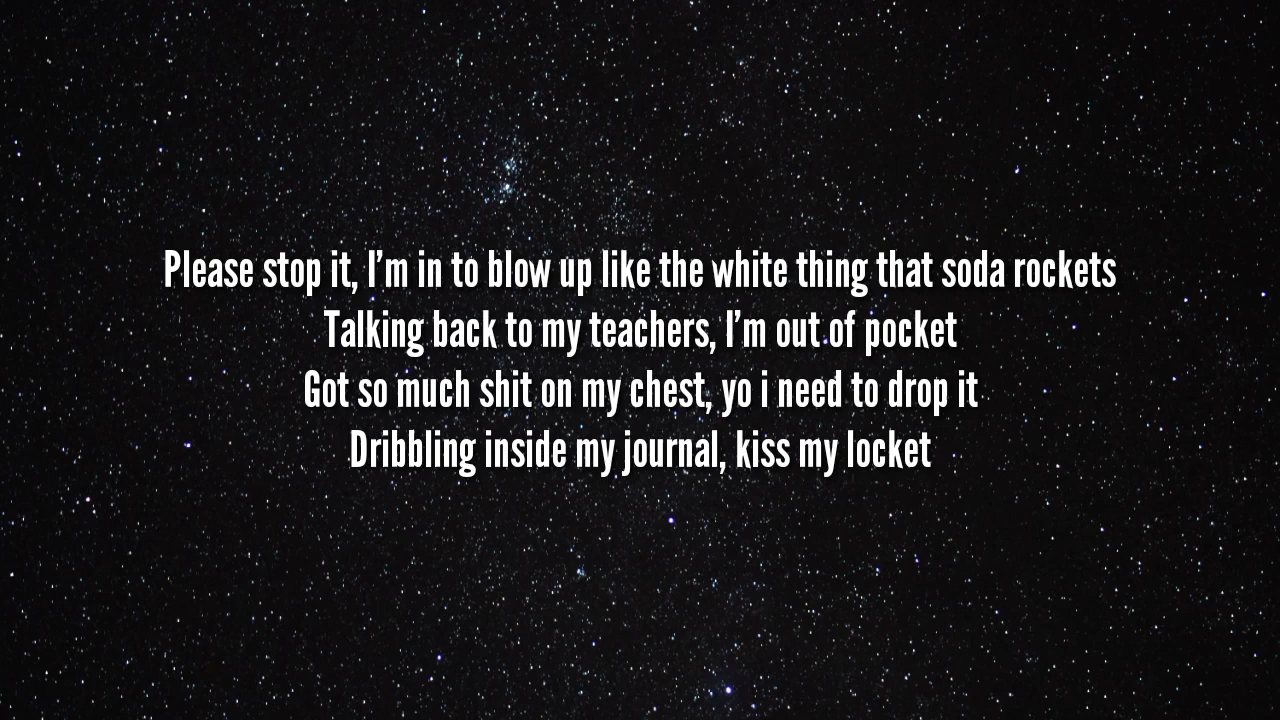 Please stop it, I'm in to blow up like the white thing that soda rockets
Talking back to my teachers, I'm out of pocket
Got so much shit on my chest, yo i need to drop it
Dribbling inside my journal, kiss my locket